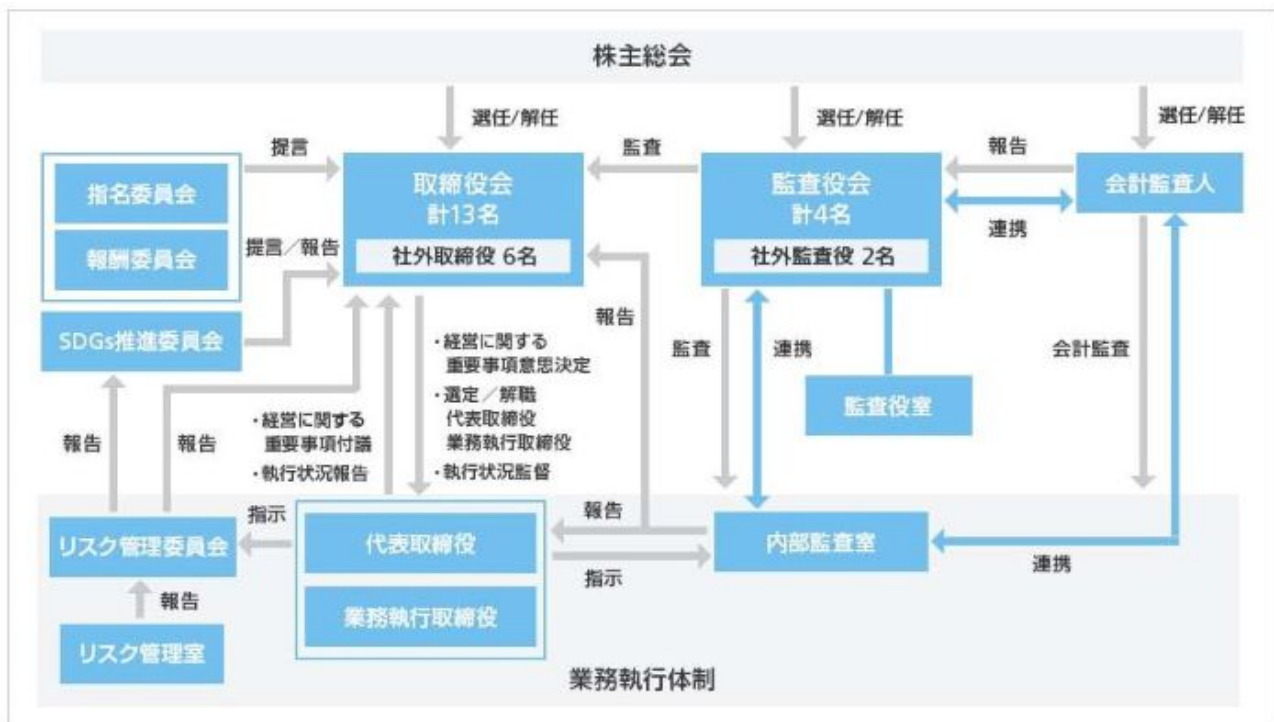 株主総会
選任/解任
選任/解任
選任/解任
提言
監査
報告
指名委員会
報酬委員会
取締役会
計13名
社外取締役 6名
監査役会
計4名
社外監査役 2名
会計監査人
連携
提言／報告
SDGs推進委員会
報告
監査
連携
会計監査
・経営に関する
重要事項意思決定
・選定／解職
代表取締役
業務執行取締役
・執行状況監督
監査役室
報告
報告
・経営に関する
重要事項付議
・執行状況報告
リスク管理委員会
指示
代表取締役
報告
指示
内部監査室
連携
業務執行取締役
報告
リスク管理室
業務執行体制